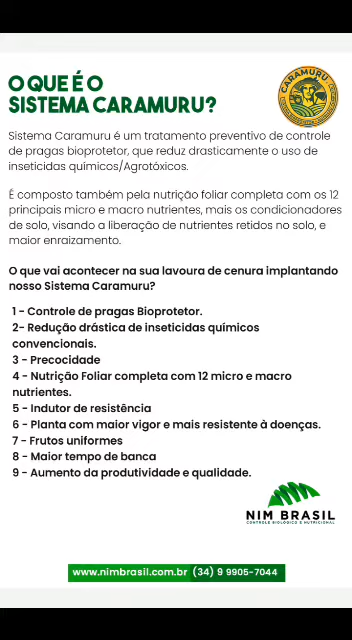 O QUE É O
SISTEMA CARAMURU?
CARAMURU
Sistema Caramuru é um tratamento preventivo de controle
de pragas bioprotetor, que reduz drasticamente o uso de
inseticidas químicos/Agrotóxicos.
É composto também pela nutrição foliar completa com os 12
principais micro e macro nutrientes, mais os condicionadores
de solo, visando a liberação de nutrientes retidos no solo, e
maior enraizamento.
O que vai acontecer na sua lavoura de cenura implantando
nosso Sistema Caramuru?
1 - Controle de pragas Bioprotetor.
2- Redução drástica de inseticidas químicos
convencionais.
3 - Precocidade
4 - Nutrição Foliar completa com 12 micro e macro
nutrientes.
5 - Indutor de resistência
6 - Planta com maior vigor e mais resistente à doenças.
7 - Frutos uniformes
8 - Maior tempo de banca
9 - Aumento da produtividade e qualidade.
NIM BRASIL
CONTROLE BIOLÓGICO E NUTRICIONAL
www.nimbrasil.com.br (34) 9 9905-7044